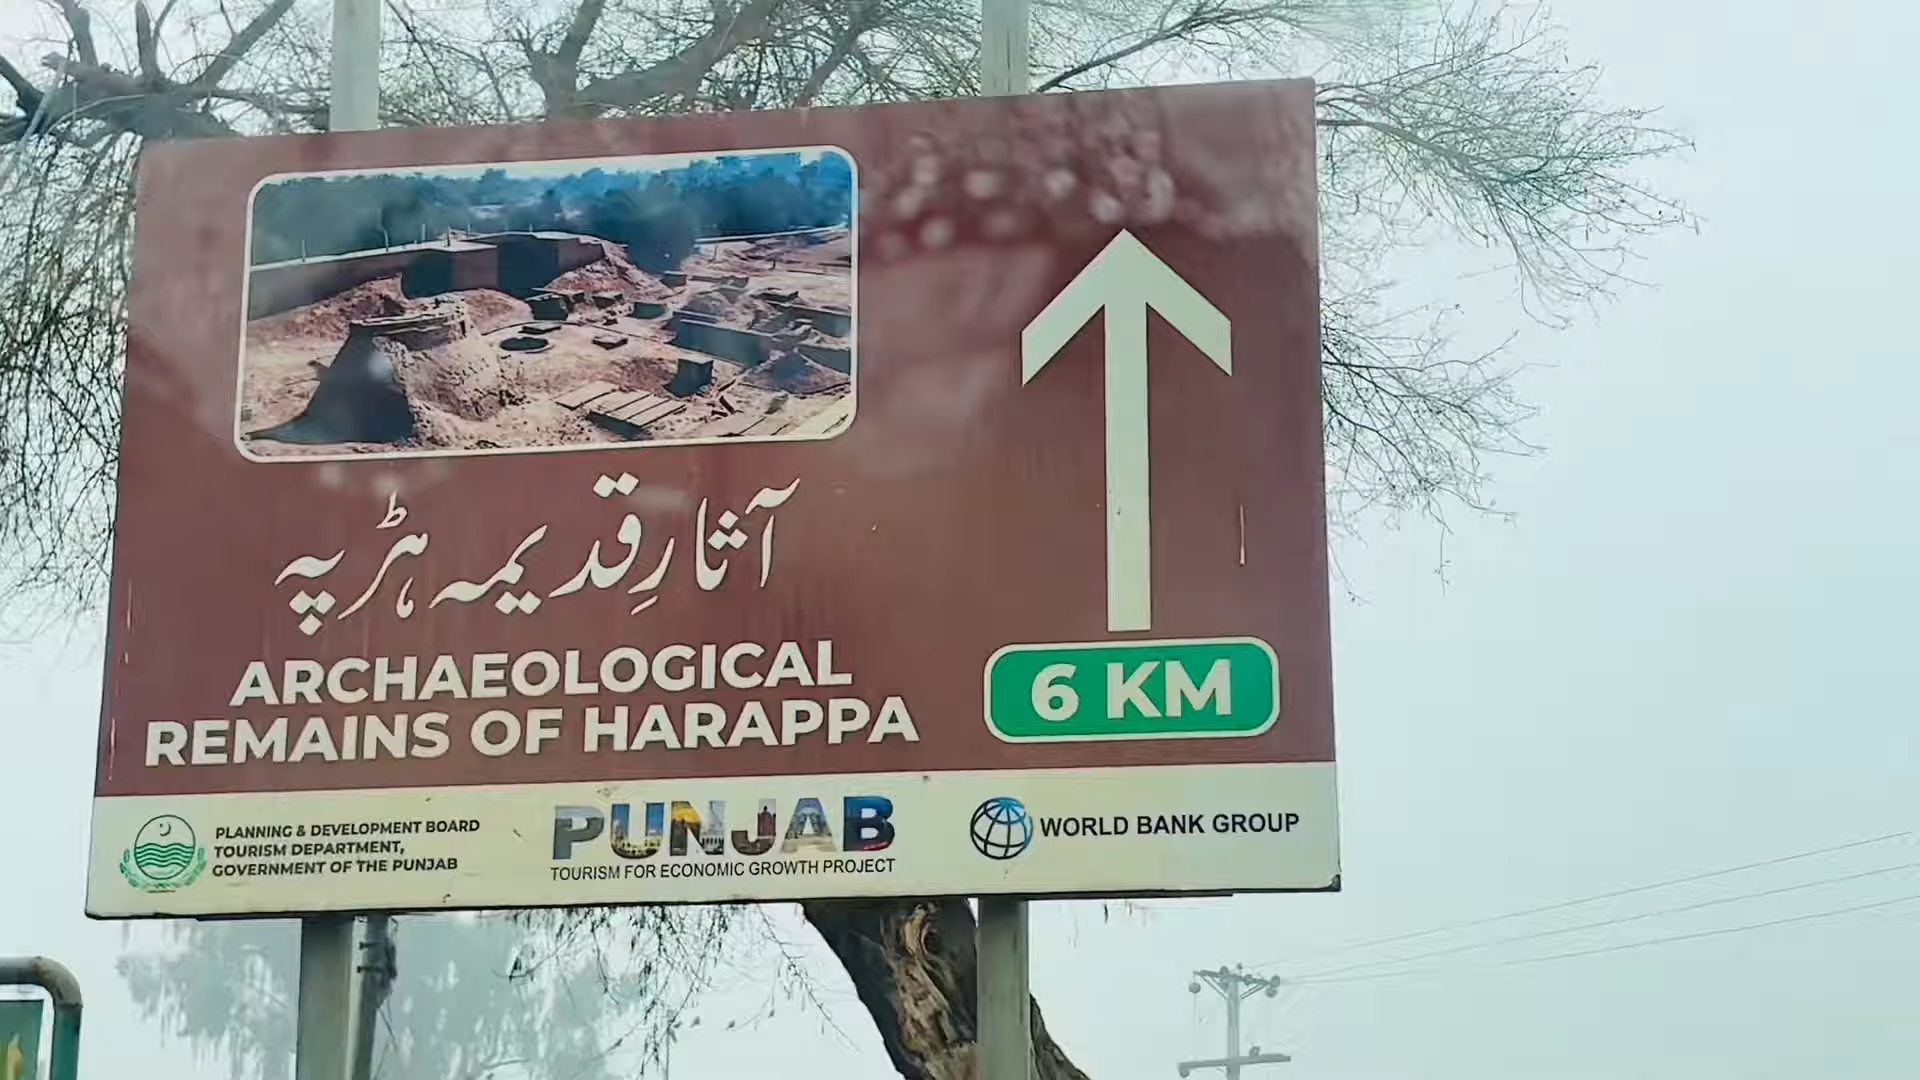 آثارِ قدیمہ ہڑپہ
ARCHAEOLOGICAL
REMAINS OF HARAPPA
6 KM
PLANNING & DEVELOPMENT BOARD
TOURISM DEPARTMENT,
GOVERNMENT OF THE PUNJAB
PUNJAB
TOURISM FOR ECONOMIC GROWTH PROJECT
WORLD BANK GROUP